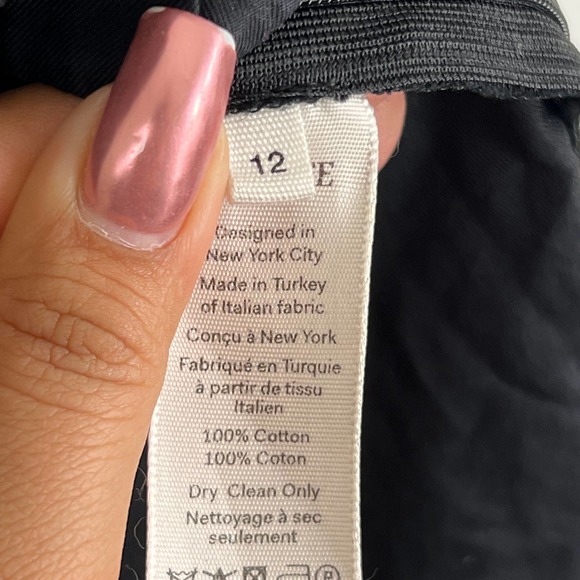 12
E
Designed in
New York City
Made in Turkey
of Italian fabric
Conçu à New York
Fabriqué en Turquie
à partir de tissu
Italien
100% Cotton
100% Coton
Dry Clean Only
Nettoyage à sec
seulement
P